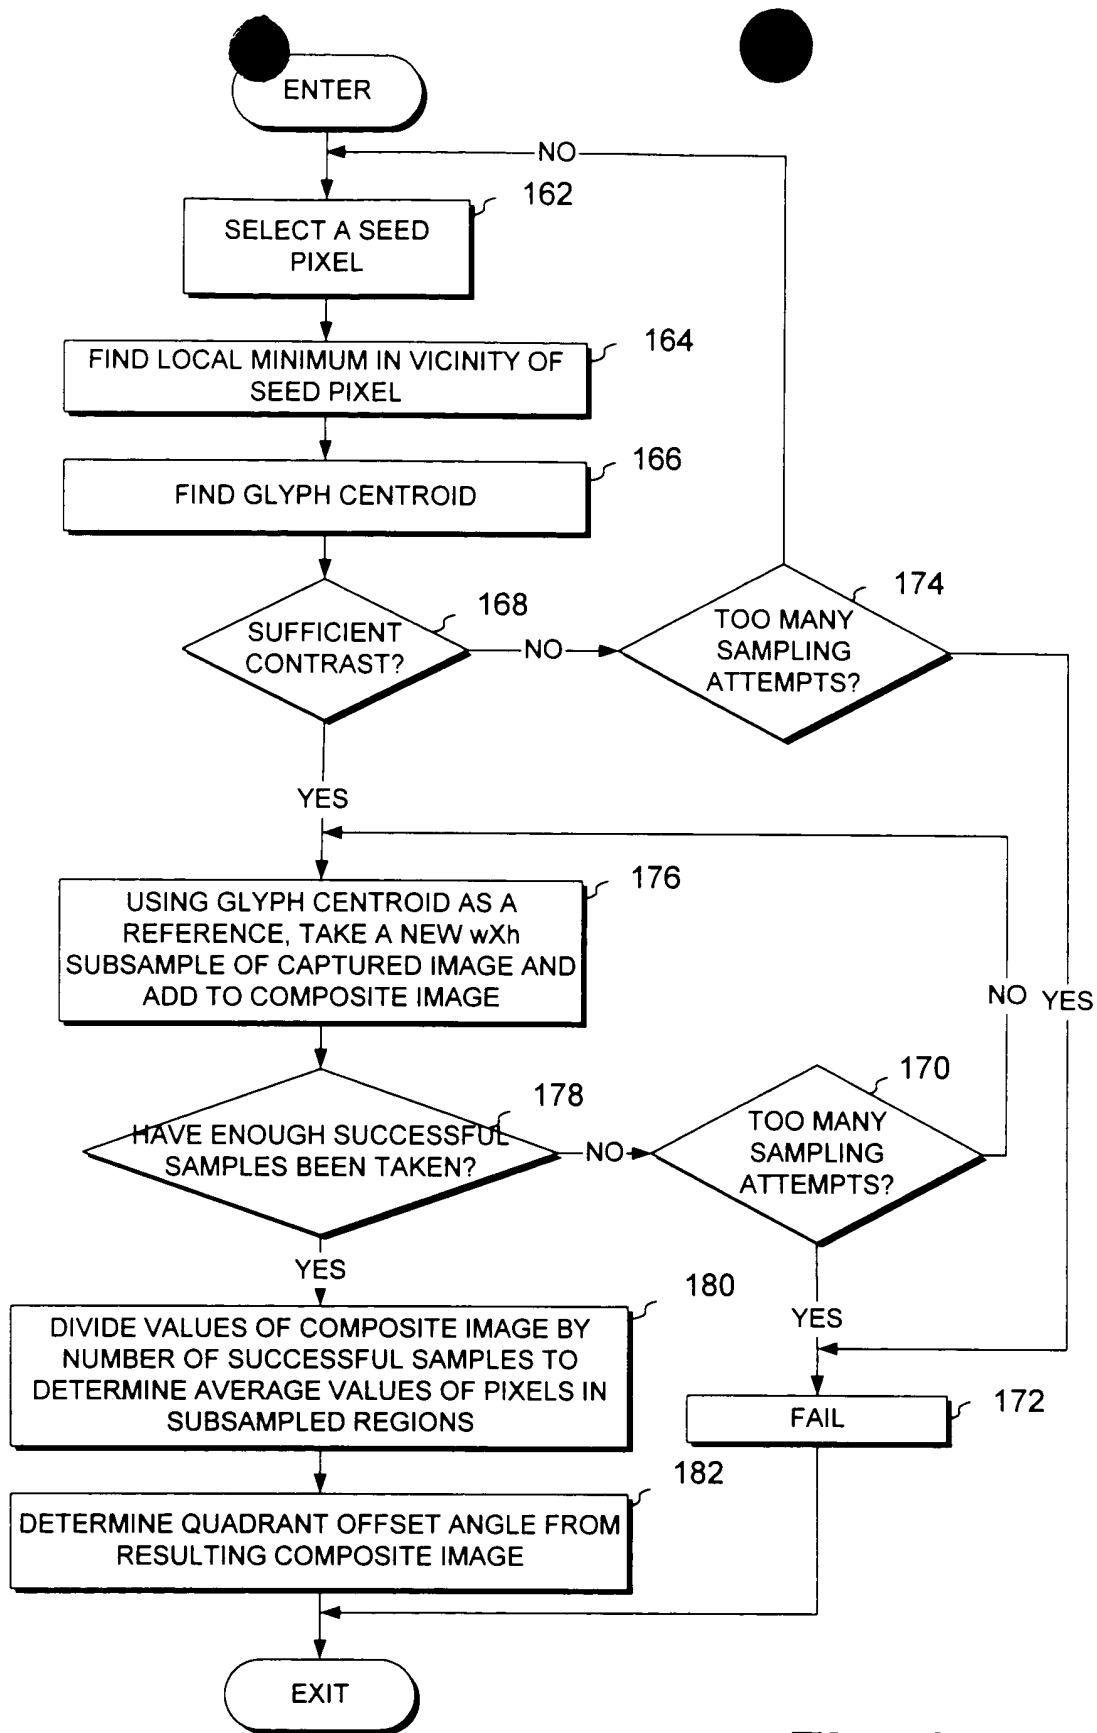 ENTER
NO
162
SELECT A SEED
PIXEL
164
FIND LOCAL MINIMUM IN VICINITY OF
SEED PIXEL
166
FIND GLYPH CENTROID
168
SUFFICIENT
CONTRAST?
NO
174
TOO MANY
SAMPLING
ATTEMPTS?
YES
176
USING GLYPH CENTROID AS A
REFERENCE, TAKE A NEW wXh
SUBSAMPLE OF CAPTURED IMAGE AND
ADD TO COMPOSITE IMAGE
NO
YES
178
HAVE ENOUGH SUCCESSFUL
SAMPLES BEEN TAKEN?
NO
170
TOO MANY
SAMPLING
ATTEMPTS?
YES
YES
180
DIVIDE VALUES OF COMPOSITE IMAGE BY
NUMBER OF SUCCESSFUL SAMPLES TO
DETERMINE AVERAGE VALUES OF PIXELS IN
SUBSAMPLED REGIONS
172
FAIL
182
DETERMINE QUADRANT OFFSET ANGLE FROM
RESULTING COMPOSITE IMAGE
EXIT